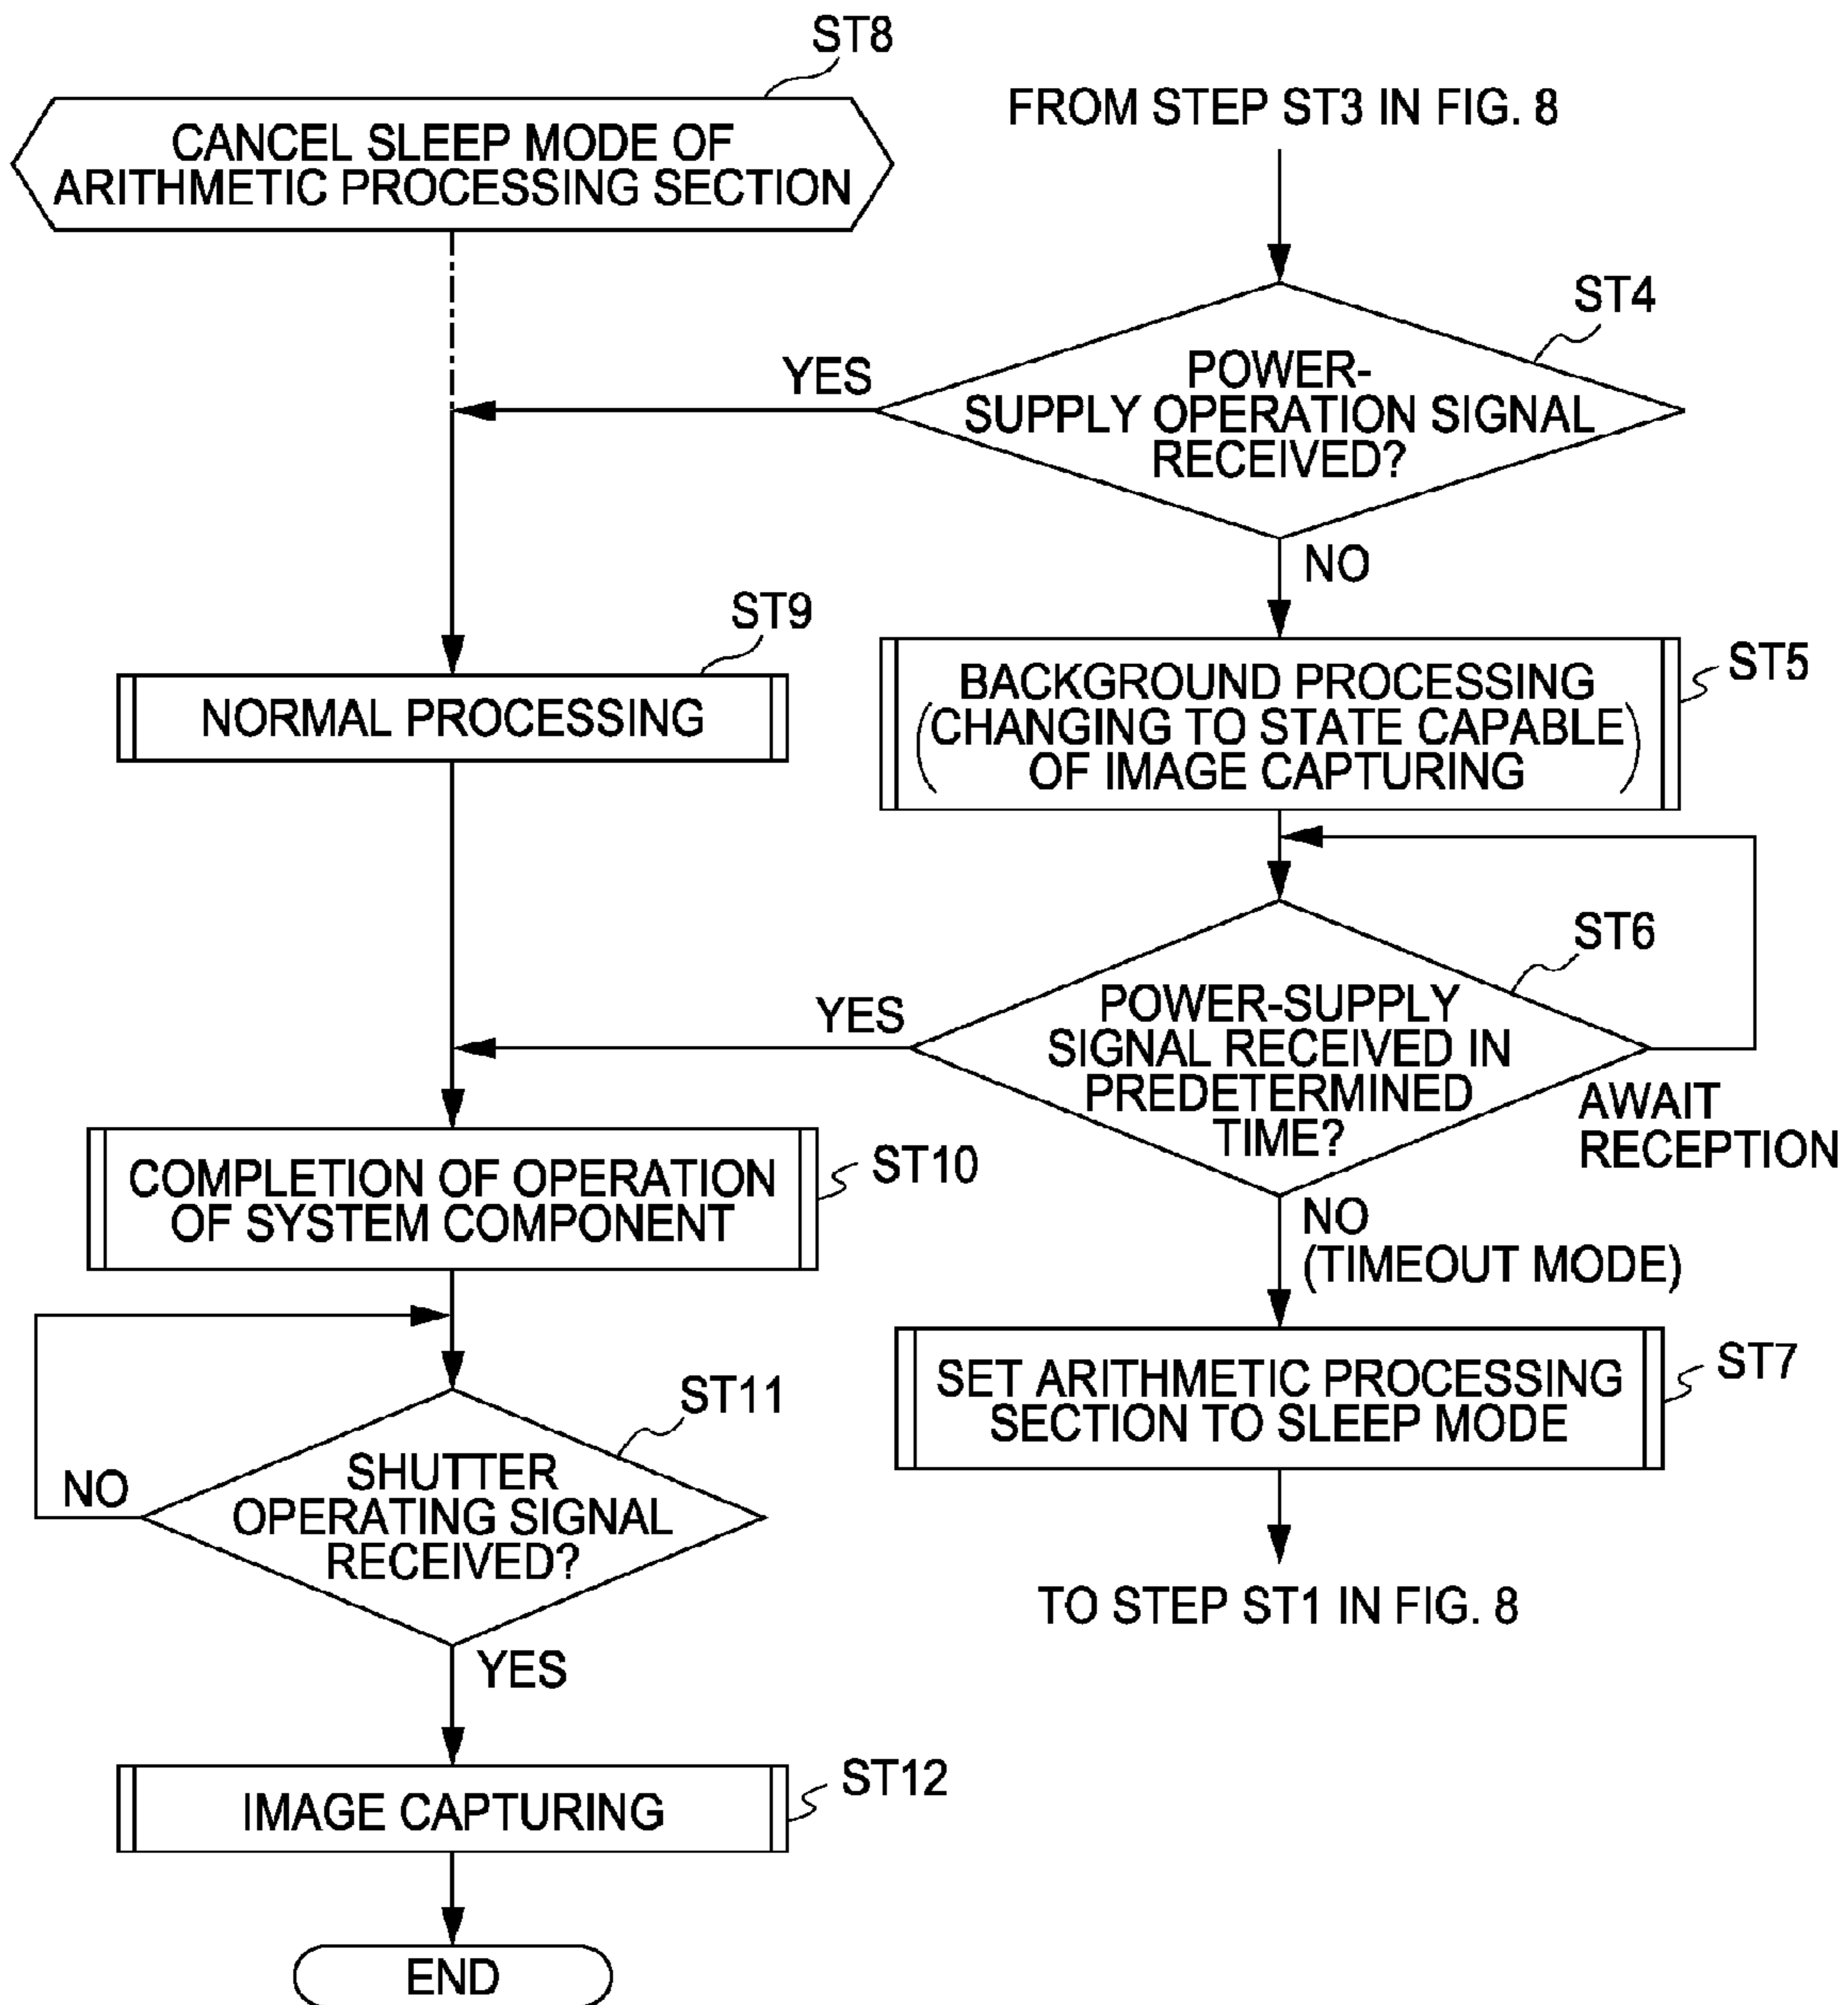 ST8
CANCEL SLEEP MODE OF
ARITHMETIC PROCESSING SECTION
FROM STEP ST3 IN FIG. 8
ST4
POWER-
SUPPLY OPERATION SIGNAL
RECEIVED?
YES
NO
ST9
NORMAL PROCESSING
ST5
BACKGROUND PROCESSING
(CHANGING TO STATE CAPABLE
OF IMAGE CAPTURING)
ST6
POWER-SUPPLY
SIGNAL RECEIVED IN
PREDETERMINED
TIME?
YES
AWAIT
RECEPTION
NO
(TIMEOUT MODE)
ST10
COMPLETION OF OPERATION
OF SYSTEM COMPONENT
ST7
SET ARITHMETIC PROCESSING
SECTION TO SLEEP MODE
TO STEP ST1 IN FIG. 8
ST11
SHUTTER
OPERATING SIGNAL
RECEIVED?
NO
YES
ST12
IMAGE CAPTURING
END